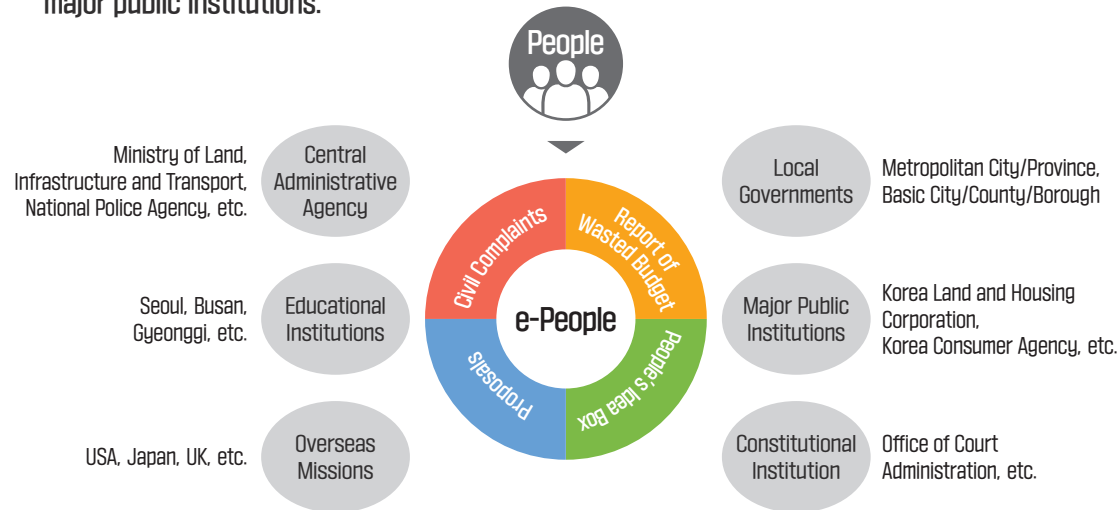 major public institutions.
People
Ministry of Land,
Infrastructure and Transport,
National Police Agency, etc.
Central
Administrative
Agency
Local
Governments
Metropolitan City/Province,
Basic City/County/Borough
Civil Complaints
Report of
Wasted Budget
Seoul, Busan,
Gyeonggi, etc.
Educational
Institutions
e-People
Major Public
Institutions
Korea Land and Housing
Corporation,
Korea Consumer Agency, etc.
Proposals
People's Idea Box
USA, Japan, UK, etc.
Overseas
Missions
Constitutional
Institution
Office of Court
Administration, etc.